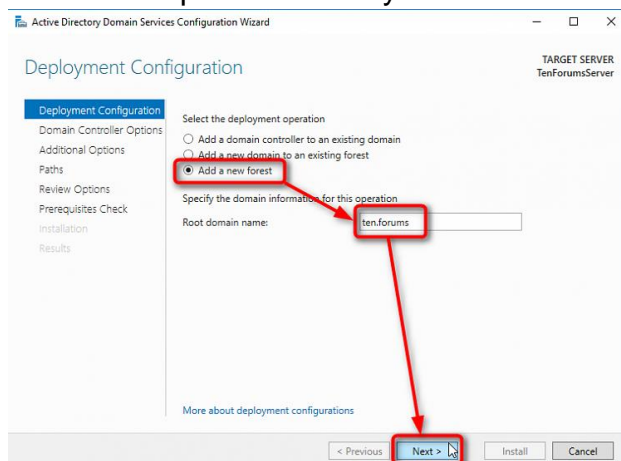 Active Directory Domain Services Configuration Wizard
Deployment Configuration
TARGET SERVER
TenForumsServer
Deployment Configuration
Domain Controller Options
Additional Options
Paths
Review Options
Prerequisites Check
Installation
Results
Select the deployment operation
Add a domain controller to an existing domain
Add a new domain to an existing forest
Add a new forest
Specify the domain information for this operation
Root domain name: ten.forums
More about deployment configurations
< Previous Next > Install Cancel